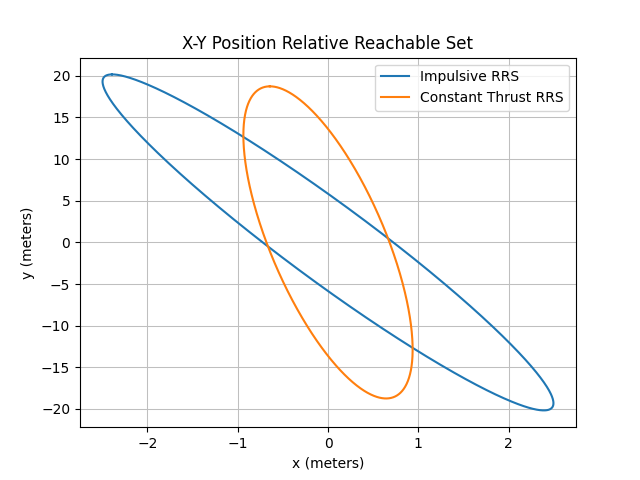 X-Y Position Relative Reachable Set
Impulsive RRS
Constant Thrust RRS
20
15
10
5
0
−5
−10
−15
−20
y (meters)
−2
−1
0
1
2
x (meters)